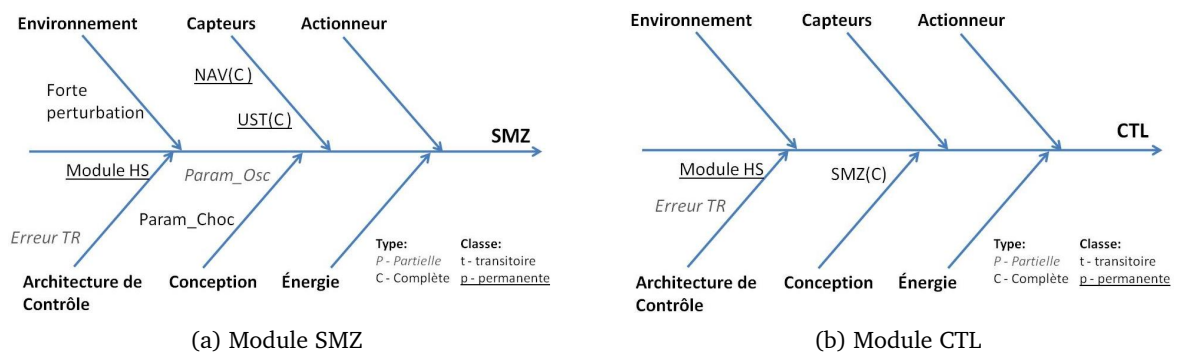 Environnement
Capteurs
Actionneur
NAV(C)
Forte
perturbation
UST(C)
SMZ
Module HS
Param_Osc
Param_Choc
Erreur TR
Type:
P - Partielle
C - Complète
Classe:
t - transitoire
p - permanente
Architecture de
Contrôle
Conception
Énergie
(a) Module SMZ
Environnement
Capteurs
Actionneur
CTL
Module HS
SMZ(C)
Erreur TR
Type:
P - Partielle
C - Complète
Classe:
t - transitoire
p - permanente
Architecture de
Contrôle
Conception
Énergie
(b) Module CTL